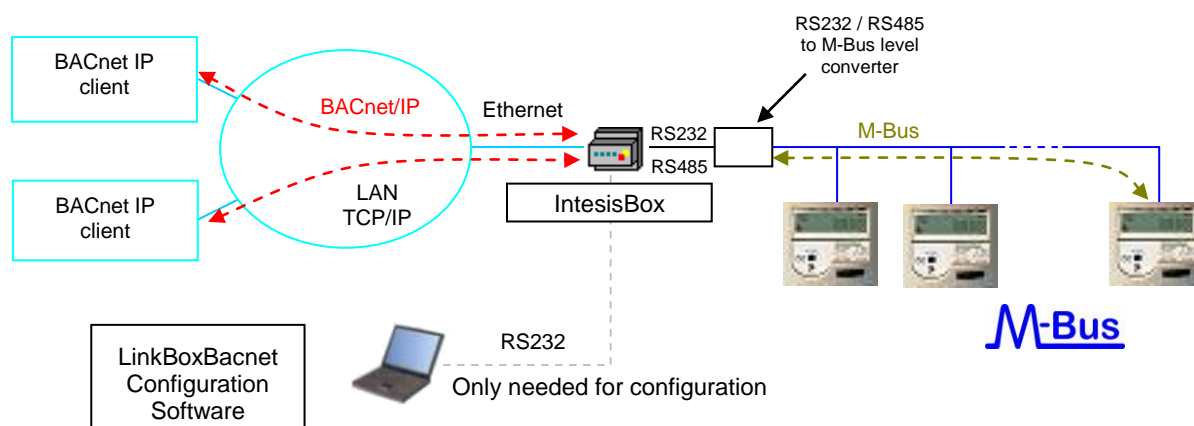 BACnet IP
client
BACnet IP
client
BACnet/IP
LAN
TCP/IP
Ethernet
RS232
RS485
IntesisBox
RS232 / RS485
to M-Bus level
converter
M-Bus
M-Bus
LinkBoxBacnet
Configuration
Software
RS232
Only needed for configuration